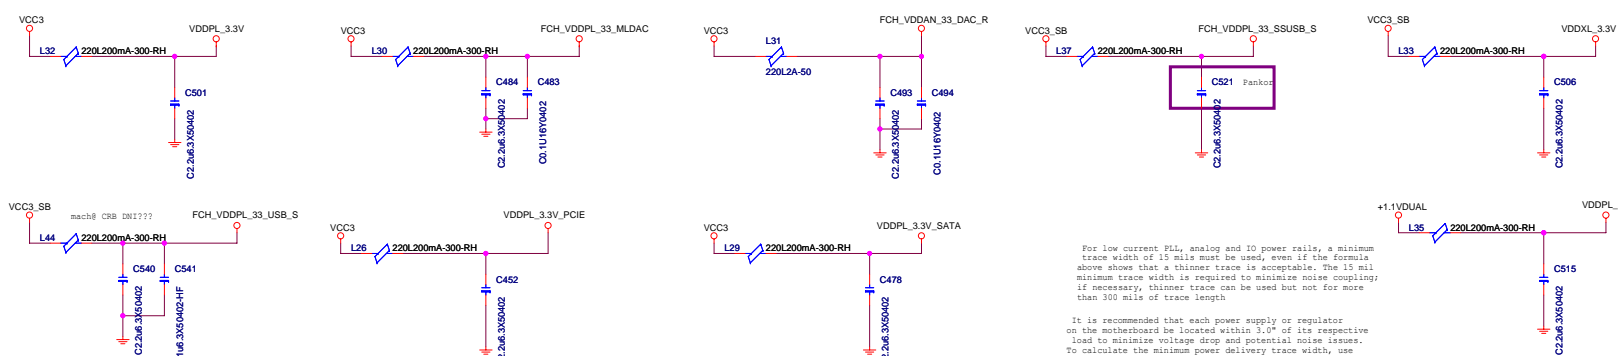 VCC3
VDDPL_3.3V
L32
220L200mA-300-RH
C501
C2.2u6.3X50402
VCC3
FCH_VDDPL_33_MLDAC
L30
220L200mA-300-RH
C484
C483
C2.2u6.3X50402
C0.1U16Y0402
VCC3
FCH_VDDAN_33_DAC_R
L31
220L2A-50
C493
C494
C2.2u6.3X50402
C0.1U16Y0402
VCC3_SB
FCH_VDDPL_33_SSUSB_S
L37
220L200mA-300-RH
C521
Pankor
C2.2u6.3X50402
VCC3_SB
VDDXL_3.3V
L33
220L200mA-300-RH
C506
C2.2u6.3X50402
VCC3_SB
mach@ CRB DNI???
FCH_VDDPL_33_USB_S
L44
220L200mA-300-RH
C540
C541
C2.2u6.3X50402
1u6.3X50402-HF
VCC3
VDDPL_3.3V_PCIE
L26
220L200mA-300-RH
C452
C2.2u6.3X50402
VCC3
VDDPL_3.3V_SATA
L29
220L200mA-300-RH
C478
C2.2u6.3X50402
For low current PLL, analog and IO power rails, a minimum
trace width of 15 mils must be used, even if the formula
above shows that a thinner trace is acceptable. The 15 mil
minimum trace width is required to minimize noise coupling;
if necessary, thinner trace can be used but not for more
than 300 mils of trace length
It is recommended that each power supply or regulator
on the motherboard be located within 3.0" of its respective
load to minimize voltage drop and potential noise issues.
To calculate the minimum power delivery trace width, use
+1.1VDUAL
VDDPL_
L35
220L200mA-300-RH
C515
C2.2u6.3X50402